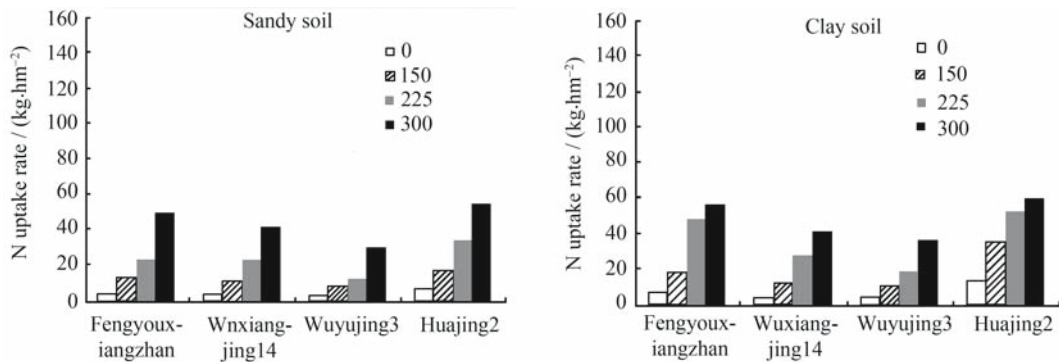 Sandy soil
N uptake rate / (kg·hm⁻²)
160
140
120
100
80
60
40
20
0
0
150
225
300
Fengyoux-
iangzhan
Wnxiang-
jing14
Wuyujing3
Huajing2
Clay soil
N uptake rate / (kg·hm⁻²)
160
140
120
100
80
60
40
20
0
0
150
225
300
Fengyoux-
iangzhan
Wuxiang-
jing14
Wuyujing3
Huajing2